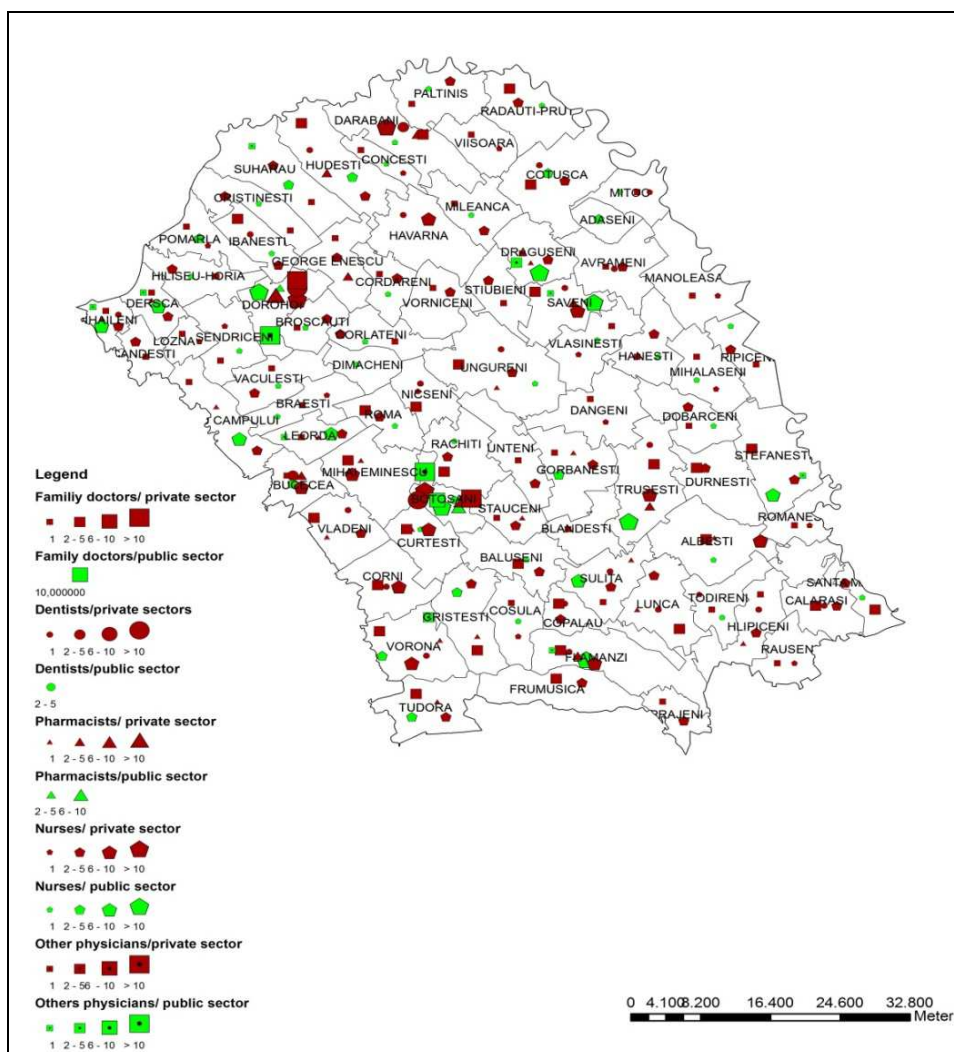 PALTINIS
RADAUTI-PRUT
DARABANI
VIISOARA
CONCESTI
HUDESTI
SUHARAU
COTUSCA
MITOC
CRISTINESTI
MILEANCA
ADASENI
HAVARNA
POMARLA
IBANESTI
DRAGUSENI
GEORGE ENESCU
AVRAMENI
MANOLEASA
HILISEU-HORIA
CORDARENI
STIUBIENI
DERSCA
DOROHOI
VORNICENI
SAVENI
BROSCAUTI
CORLATENI
SENDRICENI
LOZNA
VLASINESTI
CANDESTI
HANESTI
RIPICENI
DIMACHENI
UNGURENI
MIHALASENI
VACULESTI
NICSENI
BRAESTI
DANGENI
ROMA
DOBARCENI
CAMPULUI
LEORDA
RACHITI
UNTENI
STEFANESTI
MIHAI EMINESCU
GORBANESTI
DURNESTI
BUCECEA
TRUSESTI
BOTOSANI
STAUCENI
ROMANES
VLADENI
BLANDESTI
CURTESTI
ALBESTI
BALUSENI
CORNI
SULITA
SANTA M
TODIRENI
CALARASI
COSULA
LUNCA
GRISTESTI
COPALAU
HLIPICENI
VORONA
RAUSEN
FLAMANZI
FRUMUSICA
TUDORA
PRAJENI
Legend
Familiy doctors/ private sector
1 2 - 5 6 - 10 > 10
Family doctors/public sector
10,000000
Dentists/private sectors
1 2 - 5 6 - 10 > 10
Dentists/public sector
2 - 5
Pharmacists/ private sector
1 2 - 5 6 - 10 > 10
Pharmacists/public sector
2 - 5 6 - 10
Nurses/ private sector
1 2 - 5 6 - 10 > 10
Nurses/ public sector
1 2 - 5 6 - 10 > 10
Other physicians/private sector
1 2 - 56 - 10 > 10
Others physicians/ public sector
1 2 - 5 6 - 10 > 10
0 4.100 8.200 16.400 24.600 32.800
Meter